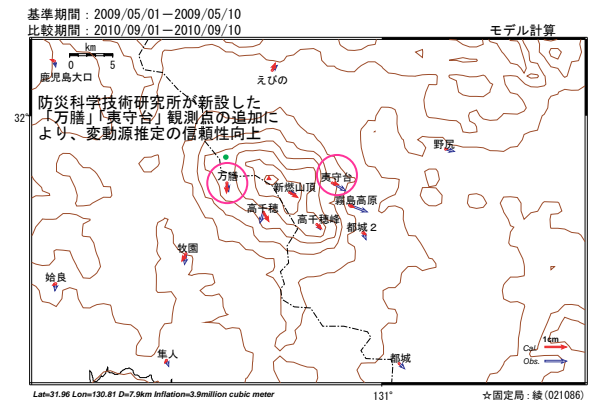 基準期間：2009/05/01－2009/05/10
比較期間：2010/09/01－2010/09/10
モデル計算
km
0 5
鹿児島大口
えびの
防災科学技術研究所が新設した
「万膳」「夷守台」観測点の追加に
より、変動源推定の信頼性向上
32°
野尻
万膳
夷守台
新燃山頂
霧島高原
高千穂
高千穂峰
都城２
牧園
姶良
隼人
都城
1cm
Cal.
Obs.
131°
Lat=31.96 Lon=130.81 D=7.9km Inflation=3.9million cubic meter
☆固定局：綾(021086)